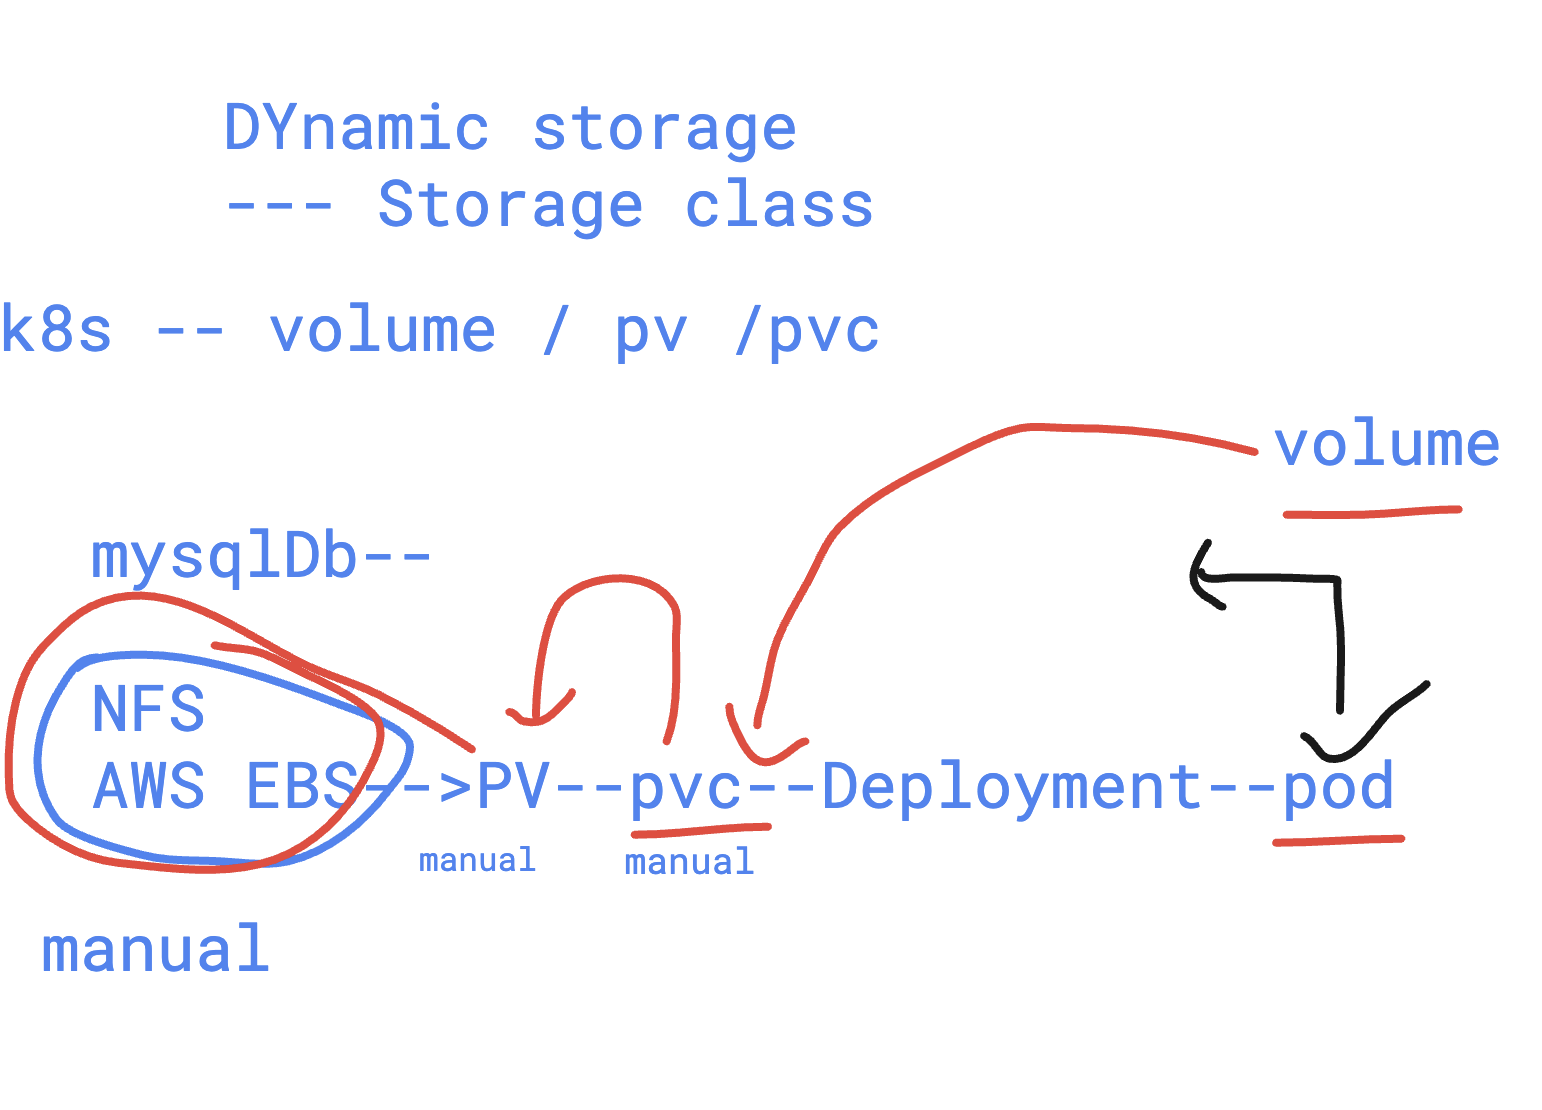 DYnamic storage
--- Storage class
k8s -- volume / pv /pvc
volume
mysqlDb--
NFS
AWS EBS-->PV--pvc--Deployment--pod
manual manual
manual